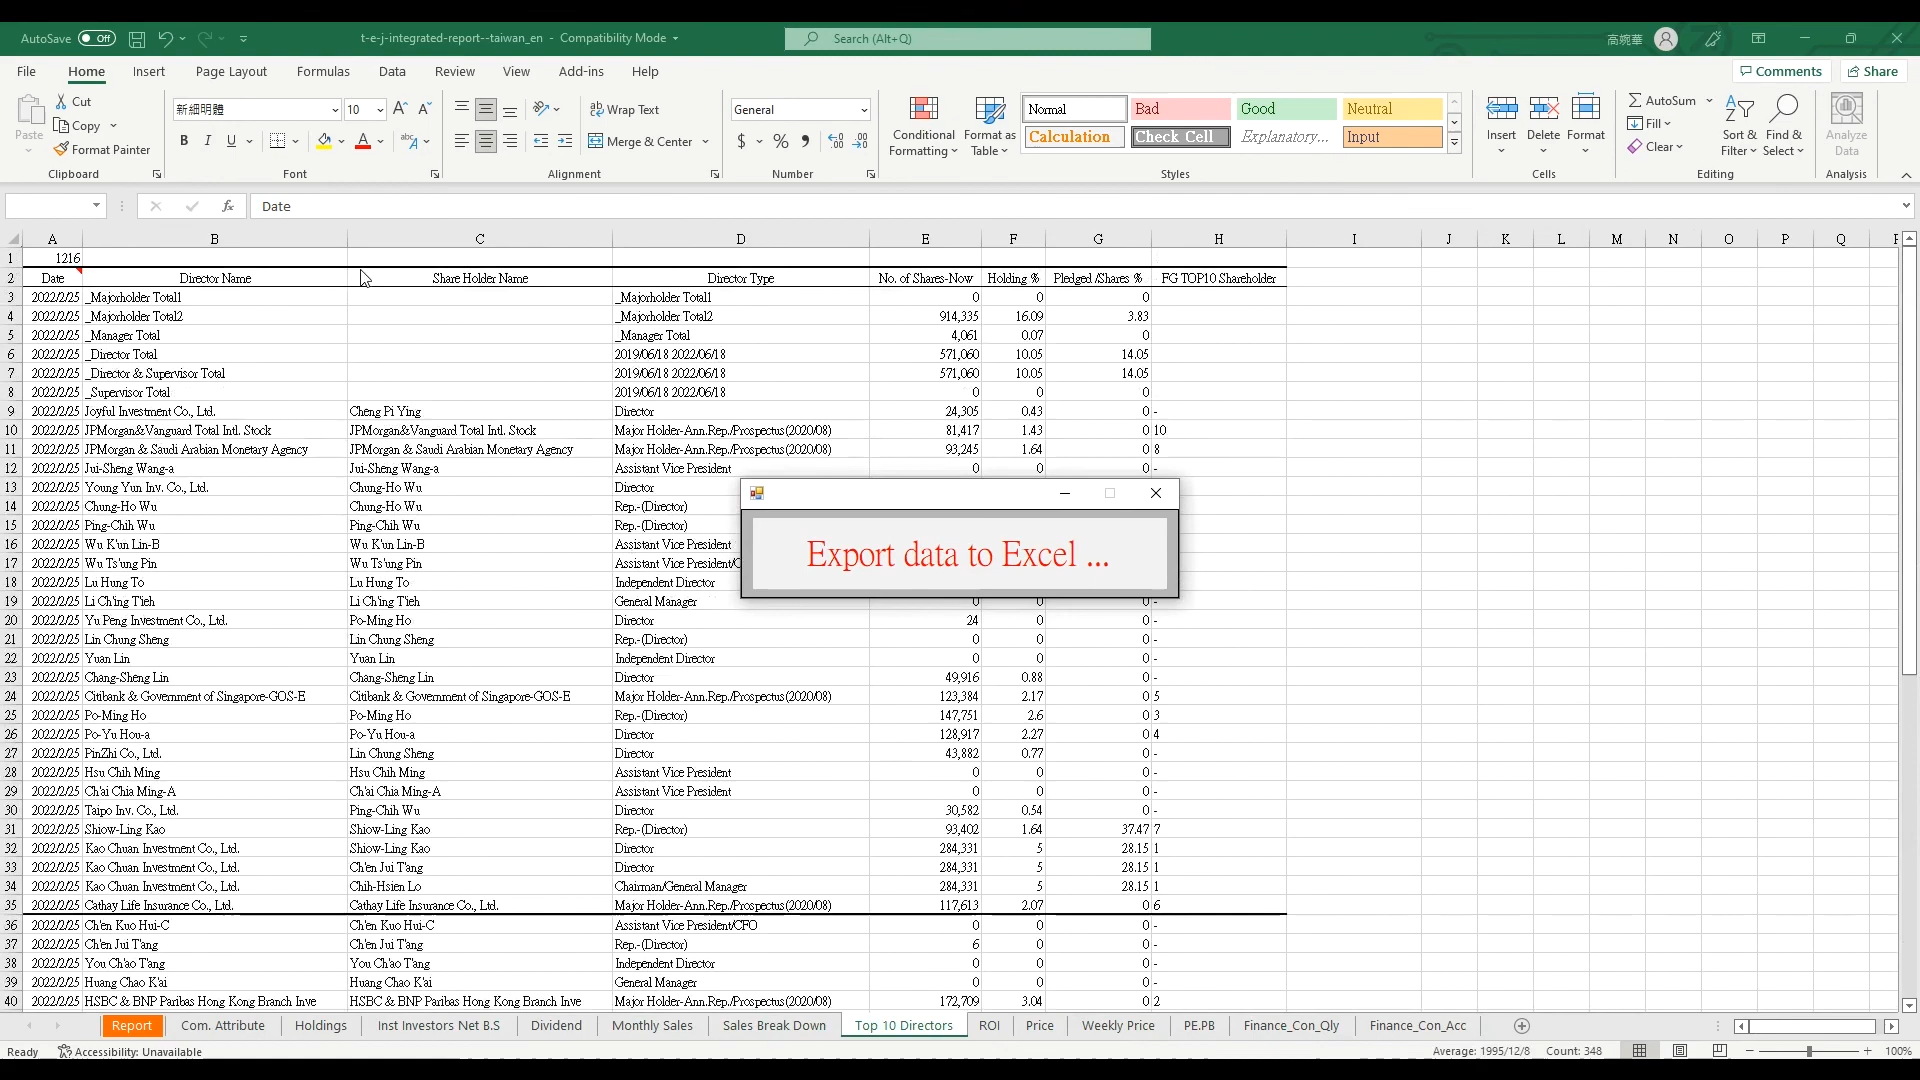 AutoSave Off t-e-j-integrated-report--taiwan_en - Compatibility Mode Search (Alt+Q) 高婉華
File Home Insert Page Layout Formulas Data Review View Add-ins Help Comments Share
Paste Cut Copy Format Painter Clipboard
新細明體 10 Font
Wrap Text Merge & Center Alignment
General Number
Conditional Formatting Format as Table Normal Bad Good Neutral Calculation Check Cell Explanatory... Input Styles
Insert Delete Format Cells
AutoSum Fill Clear Sort & Filter Find & Select Editing
Analyze Data Analysis
fx Date
A B C D E F G H I J K L M N O P Q
1 1216
2 Date Director Name Share Holder Name Director Type No. of Shares-Now Holding % Pledged /Shares % FG TOP10 Shareholder
3 2022/2/25 _Majorholder Total1 _Majorholder Total1 0 0 0
4 2022/2/25 _Majorholder Total2 _Majorholder Total2 914,335 16.09 3.83
5 2022/2/25 _Manager Total _Manager Total 4,061 0.07 0
6 2022/2/25 _Director Total 2019/06/18 2022/06/18 571,060 10.05 14.05
7 2022/2/25 _Director & Supervisor Total 2019/06/18 2022/06/18 571,060 10.05 14.05
8 2022/2/25 _Supervisor Total 2019/06/18 2022/06/18 0 0 0
9 2022/2/25 Joyful Investment Co., Ltd. Cheng Pi Ying Director 24,305 0.43 0 -
10 2022/2/25 JPMorgan&Vanguard Total Intl. Stock JPMorgan&Vanguard Total Intl. Stock Major Holder-Ann.Rep./Prospectus(2020/08) 81,417 1.43 0 10
11 2022/2/25 JPMorgan & Saudi Arabian Monetary Agency JPMorgan & Saudi Arabian Monetary Agency Major Holder-Ann.Rep./Prospectus(2020/08) 93,245 1.64 0 8
12 2022/2/25 Jui-Sheng Wang-a Jui-Sheng Wang-a Assistant Vice President 0 0 0 -
13 2022/2/25 Young Yun Inv. Co., Ltd. Chung-Ho Wu Director
14 2022/2/25 Chung-Ho Wu Chung-Ho Wu Rep.-(Director)
15 2022/2/25 Ping-Chih Wu Ping-Chih Wu Rep.-(Director)
16 2022/2/25 Wu K'un Lin-B Wu K'un Lin-B Assistant Vice President
Export data to Excel ...
17 2022/2/25 Wu Ts'ung Pin Wu Ts'ung Pin Assistant Vice President/C
18 2022/2/25 Lu Hung To Lu Hung To Independent Director
19 2022/2/25 Li Ch'ing T'ieh Li Ch'ing T'ieh General Manager 0 0 0 -
20 2022/2/25 Yu Peng Investment Co., Ltd. Po-Ming Ho Director 24 0 0 -
21 2022/2/25 Lin Chung Sheng Lin Chung Sheng Rep.-(Director) 0 0 0 -
22 2022/2/25 Yuan Lin Yuan Lin Independent Director 0 0 0 -
23 2022/2/25 Chang-Sheng Lin Chang-Sheng Lin Director 49,916 0.88 0 -
24 2022/2/25 Citibank & Government of Singapore-GOS-E Citibank & Government of Singapore-GOS-E Major Holder-Ann.Rep./Prospectus(2020/08) 123,384 2.17 0 5
25 2022/2/25 Po-Ming Ho Po-Ming Ho Rep.-(Director) 147,751 2.6 0 3
26 2022/2/25 Po-Yu Hou-a Po-Yu Hou-a Director 128,917 2.27 0 4
27 2022/2/25 PinZhi Co., Ltd. Lin Chung Sheng Director 43,882 0.77 0 -
28 2022/2/25 Hsu Chih Ming Hsu Chih Ming Assistant Vice President 0 0 0 -
29 2022/2/25 Ch'ai Chia Ming-A Ch'ai Chia Ming-A Assistant Vice President 0 0 0 -
30 2022/2/25 Taipo Inv. Co., Ltd. Ping-Chih Wu Director 30,582 0.54 0 -
31 2022/2/25 Shiow-Ling Kao Shiow-Ling Kao Rep.-(Director) 93,402 1.64 37.47 7
32 2022/2/25 Kao Chuan Investment Co., Ltd. Shiow-Ling Kao Director 284,331 5 28.15 1
33 2022/2/25 Kao Chuan Investment Co., Ltd. Ch'en Jui T'ang Director 284,331 5 28.15 1
34 2022/2/25 Kao Chuan Investment Co., Ltd. Chih-Hsien Lo Chairman/General Manager 284,331 5 28.15 1
35 2022/2/25 Cathay Life Insurance Co., Ltd. Cathay Life Insurance Co., Ltd. Major Holder-Ann.Rep./Prospectus(2020/08) 117,613 2.07 0 6
36 2022/2/25 Ch'en Kuo Hui-C Ch'en Kuo Hui-C Assistant Vice President/CFO 0 0 0 -
37 2022/2/25 Ch'en Jui T'ang Ch'en Jui T'ang Rep.-(Director) 6 0 0 -
38 2022/2/25 You Ch'ao T'ang You Ch'ao T'ang Independent Director 0 0 0 -
39 2022/2/25 Huang Chao K'ai Huang Chao K'ai General Manager 0 0 0 -
40 2022/2/25 HSBC & BNP Paribas Hong Kong Branch Inve HSBC & BNP Paribas Hong Kong Branch Inve Major Holder-Ann.Rep./Prospectus(2020/08) 172,709 3.04 0 2
Report Com. Attribute Holdings Inst Investors Net B.S Dividend Monthly Sales Sales Break Down Top 10 Directors ROI Price Weekly Price PE.PB Finance_Con_Qly Finance_Con_Acc
Ready Accessibility: Unavailable Average: 1995/12/8 Count: 348 100%